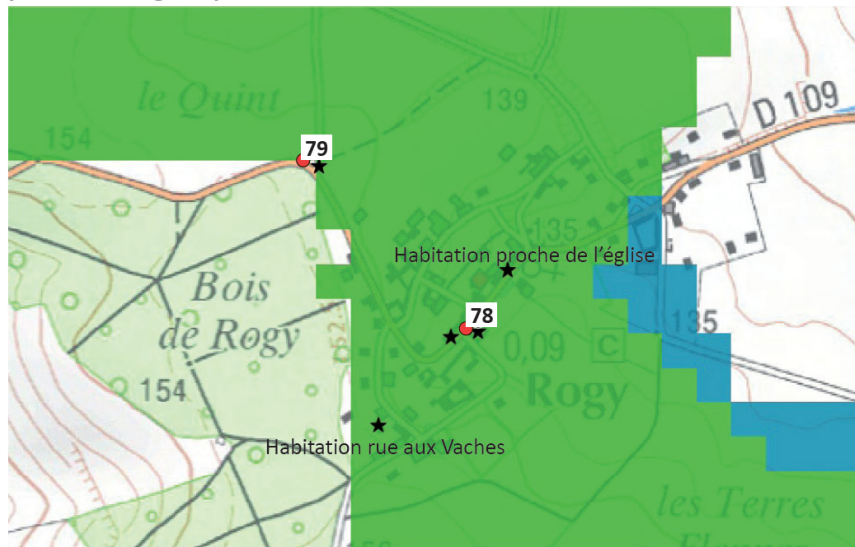 le Quint
139
D 109
154
79
135
Habitation proche de l'église
Bois
de Rogy
78
135
0,09
C
154
Rogy
Habitation rue aux Vaches
les Terres